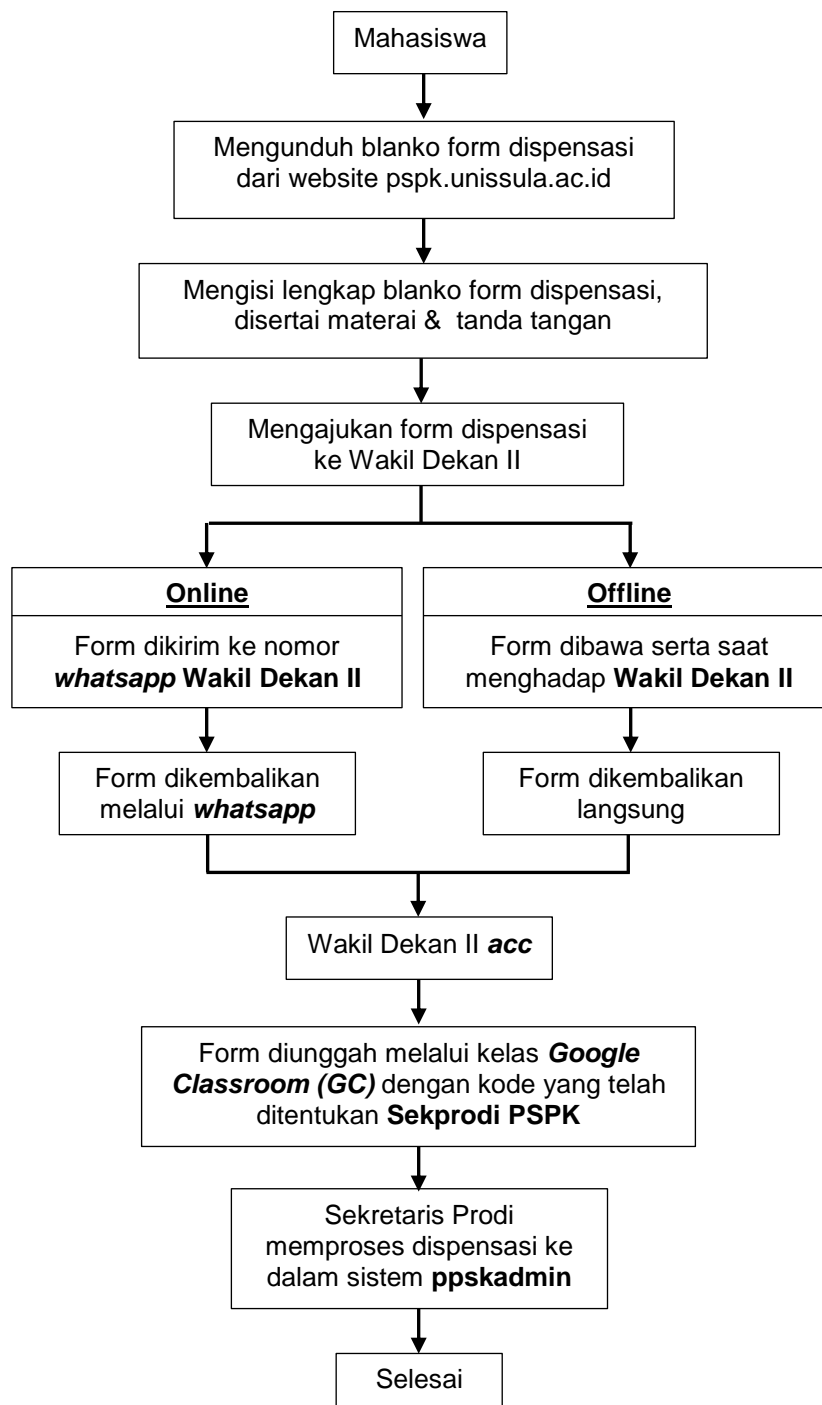 Mahasiswa
Mengunduh blanko form dispensasi
dari website pspk.unissula.ac.id
Mengisi lengkap blanko form dispensasi,
disertai materai & tanda tangan
Mengajukan form dispensasi
ke Wakil Dekan II
Online
Form dikirim ke nomor
whatsapp Wakil Dekan II
Offline
Form dibawa serta saat
menghadap Wakil Dekan II
Form dikembalikan
melalui whatsapp
Form dikembalikan
langsung
Wakil Dekan II acc
Form diunggah melalui kelas Google
Classroom (GC) dengan kode yang telah
ditentukan Sekprodi PSPK
Sekretaris Prodi
memproses dispensasi ke
dalam sistem ppskadmin
Selesai